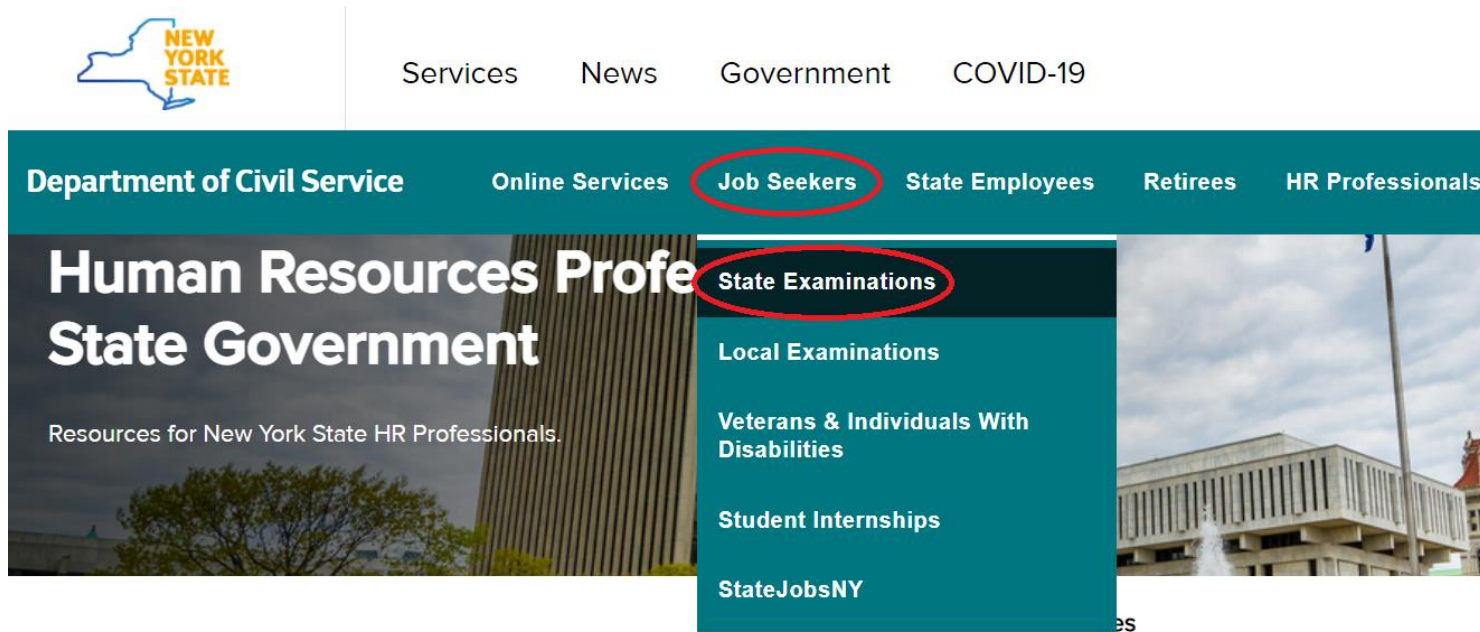 NEW
YORK
STATE
Services News Government COVID-19
Department of Civil Service Online Services Job Seekers State Employees Retirees HR Professionals
Human Resources Profe
State Government
Resources for New York State HR Professionals.
State Examinations
Local Examinations
Veterans & Individuals With
Disabilities
Student Internships
StateJobsNY
es